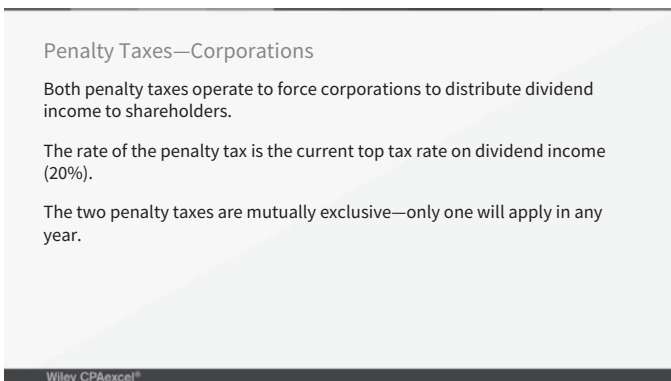 Penalty Taxes—Corporations
Both penalty taxes operate to force corporations to distribute dividend
income to shareholders.
The rate of the penalty tax is the current top tax rate on dividend income
(20%).
The two penalty taxes are mutually exclusive—only one will apply in any
year.
Wiley CPAexcel®